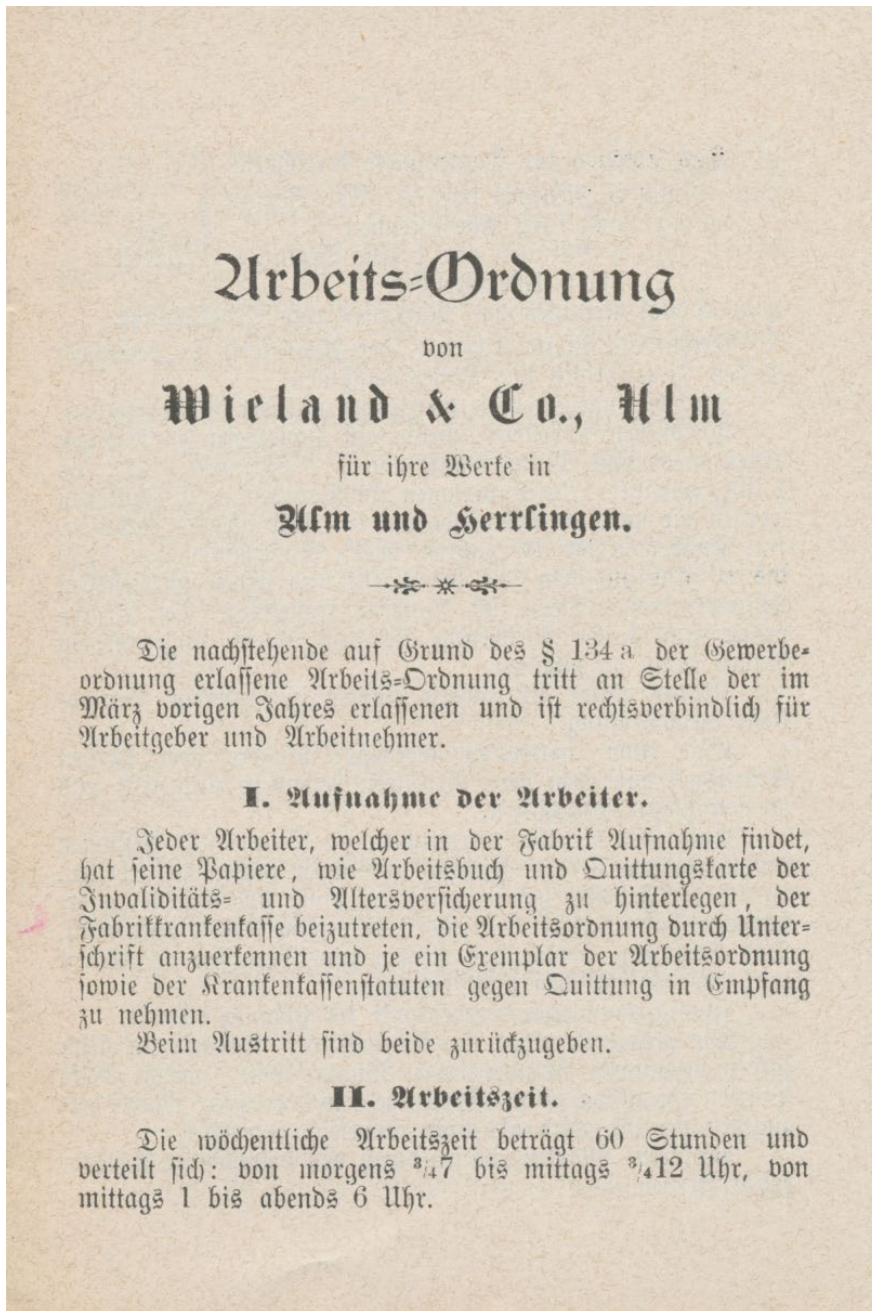 Arbeits-Ordnung
von
Wieland & Co., Ulm
für ihre Werke in
Ulm und Herrlingen.
Die nachstehende auf Grund des § 134 a der Gewerbe-
ordnung erlassene Arbeits-Ordnung tritt an Stelle der im
März vorigen Jahres erlassenen und ist rechtsverbindlich für
Arbeitgeber und Arbeitnehmer.
I. Aufnahme der Arbeiter.
Jeder Arbeiter, welcher in der Fabrik Aufnahme findet,
hat seine Papiere, wie Arbeitsbuch und Quittungskarte der
Invaliditäts- und Altersversicherung zu hinterlegen, der
Fabrikkrankenkasse beizutreten, die Arbeitsordnung durch Unter-
schrift anzuerkennen und je ein Exemplar der Arbeitsordnung
sowie der Krankenkassenstatuten gegen Quittung in Empfang
zu nehmen.
Beim Austritt sind beide zurückzugeben.
II. Arbeitszeit.
Die wöchentliche Arbeitszeit beträgt 60 Stunden und
verteilt sich: von morgens ¾7 bis mittags ¾12 Uhr, von
mittags 1 bis abends 6 Uhr.